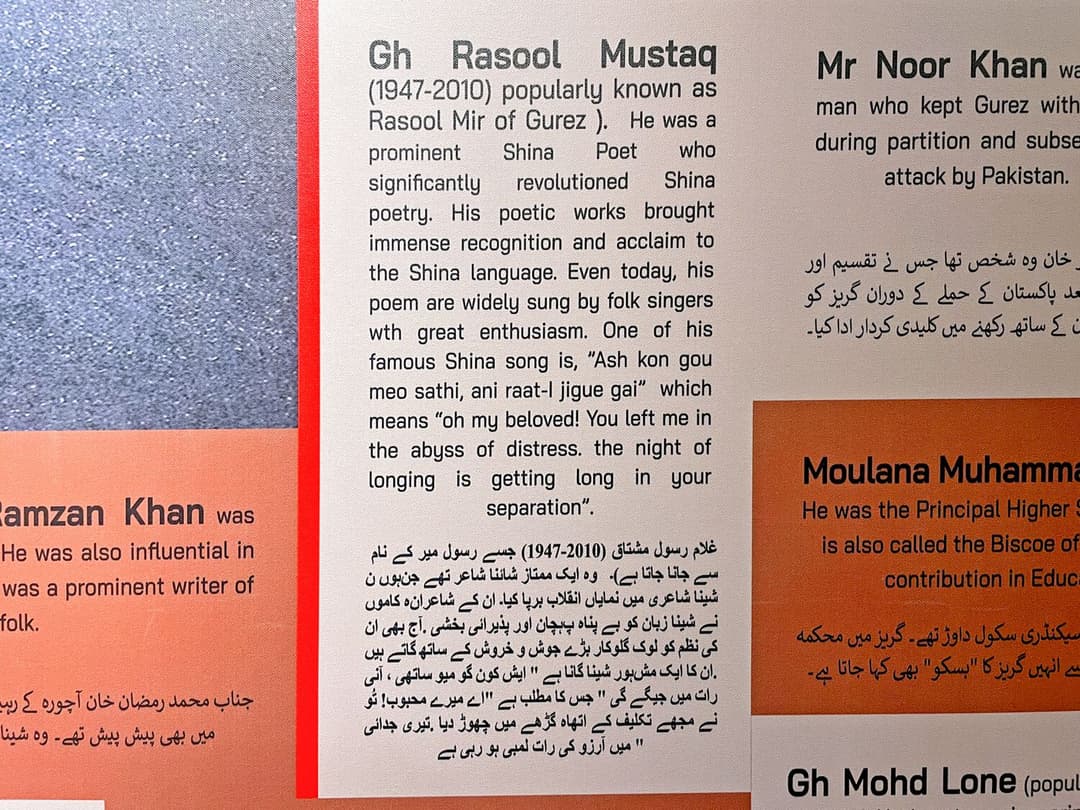 Gh Rasool Mustaq
(1947-2010) popularly known as
Rasool Mir of Gurez ). He was a
prominent Shina Poet who
significantly revolutioned Shina
poetry. His poetic works brought
immense recognition and acclaim to
the Shina language. Even today, his
poem are widely sung by folk singers
wth great enthusiasm. One of his
famous Shina song is, "Ash kon gou
meo sathi, ani raat-I jigue gai" which
means "oh my beloved! You left me in
the abyss of distress. the night of
longing is getting long in your
separation".
غلام رسول مشتاق (2010-1947) جسے رسول میر کے نام
سے جانا جاتا ہے)۔ وہ ایک ممتاز شائنا شاعر تھے جن،ہوں ن
شینا شاعری میں نمایاں انقلاب برپا کیا۔ ان کے شاعران،ہ کاموں
نے شینا زبان کو بے پناہ پہچان اور پذیرائی بخشی .آج بھی ان
کی نظم کو لوک گلوکار بڑے جوش و خروش کے ساتھ گاتے ہیں
.ان کا ایک مش،ہور شینا گانا ہے " ایش کون گو میو ساتھی ، آنی
رات میں جیگے گی " جس کا مطلب ہے "اے میرے محبوب! تُو
نے مجھے تکلیف کے اتھاہ گڑھے میں چھوڑ دیا .تیری جدائی
میں آرزو کی رات لمبی ہو رہی ہے "
Ramzan Khan was
He was also influential in
was a prominent writer of
folk.
جناب محمد رمضان خان آچورہ کے
میں بھی پیش پیش تھے۔ وہ شینا
Mr Noor Khan
man who kept Gurez with
during partition and
attack by Pakistan.
خان وہ شخص تھا جس نے تقسیم اور
پاکستان کے حملے کے دوران گریز کو
کے ساتھ رکھنے میں کلیدی کردار ادا کیا۔
Moulana
He was the Principal Higher
is also called the Biscoe of
contribution in
سیکنڈری سکول داوڑ تھے۔ گریز میں محکمہ
انہیں گریز کا "بسکو" بھی کہا جاتا ہے۔
Gh Mohd Lone